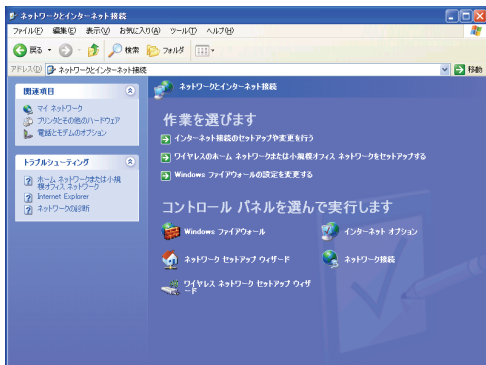 ネットワークとインターネット接続
ファイル(F) 編集(E) 表示(V) お気に入り(A) ツール(T) ヘルプ(H)
戻る 検索 フォルダ
アドレス(D) ネットワークとインターネット接続 移動
関連項目
マイ ネットワーク
プリンタとその他のハードウェア
電話とモデムのオプション
トラブルシューティング
ホーム ネットワークまたは小規
模オフィス ネットワーク
Internet Explorer
ネットワークの診断
ネットワークとインターネット接続
作業を選びます
インターネット接続のセットアップや変更を行う
ワイヤレスのホーム ネットワークまたは小規模オフィス ネットワークをセットアップする
Windows ファイアウォールの設定を変更する
コントロール パネルを選んで実行します
Windows ファイアウォール
インターネット オプション
ネットワーク セットアップ ウィザード
ネットワーク接続
ワイヤレス ネットワーク セットアップ ウィザ
ード